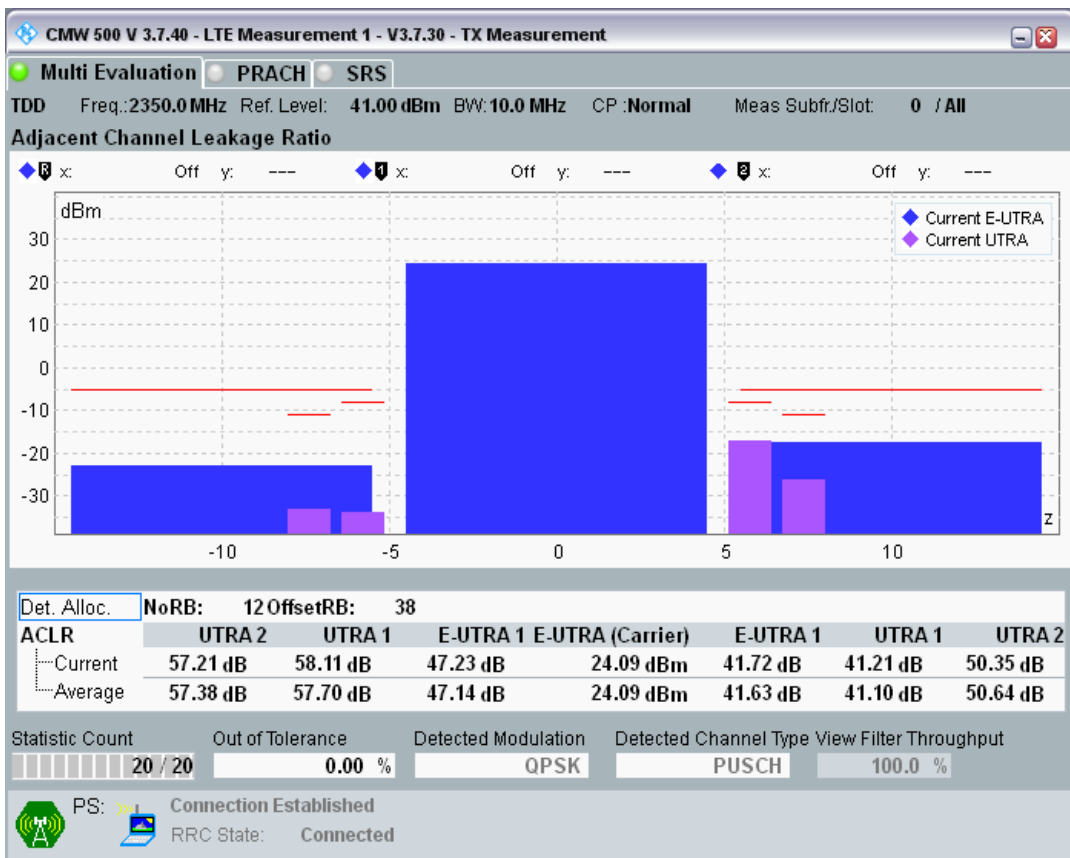 CMW 500 V 3.7.40 - LTE Measurement 1 - V3.7.30 - TX Measurement
Multi Evaluation PRACH SRS
TDD Freq.:2350.0 MHz Ref. Level: 41.00 dBm BW:10.0 MHz CP :Normal Meas Subfr./Slot: 0 / All
Adjacent Channel Leakage Ratio
R x: Off y: --- 1 x: Off y: --- 2 x: Off y: ---
dBm
Current E-UTRA
Current UTRA
30
20
10
0
-10
-20
-30
z
-10 -5 0 5 10
Det. Alloc. NoRB: 12 OffsetRB: 38
ACLR UTRA 2 UTRA 1 E-UTRA 1 E-UTRA (Carrier) E-UTRA 1 UTRA 1 UTRA 2
Current 57.21 dB 58.11 dB 47.23 dB 24.09 dBm 41.72 dB 41.21 dB 50.35 dB
Average 57.38 dB 57.70 dB 47.14 dB 24.09 dBm 41.63 dB 41.10 dB 50.64 dB
Statistic Count Out of Tolerance Detected Modulation Detected Channel Type View Filter Throughput
20 / 20 0.00 % QPSK PUSCH 100.0 %
PS: Connection Established
RRC State: Connected